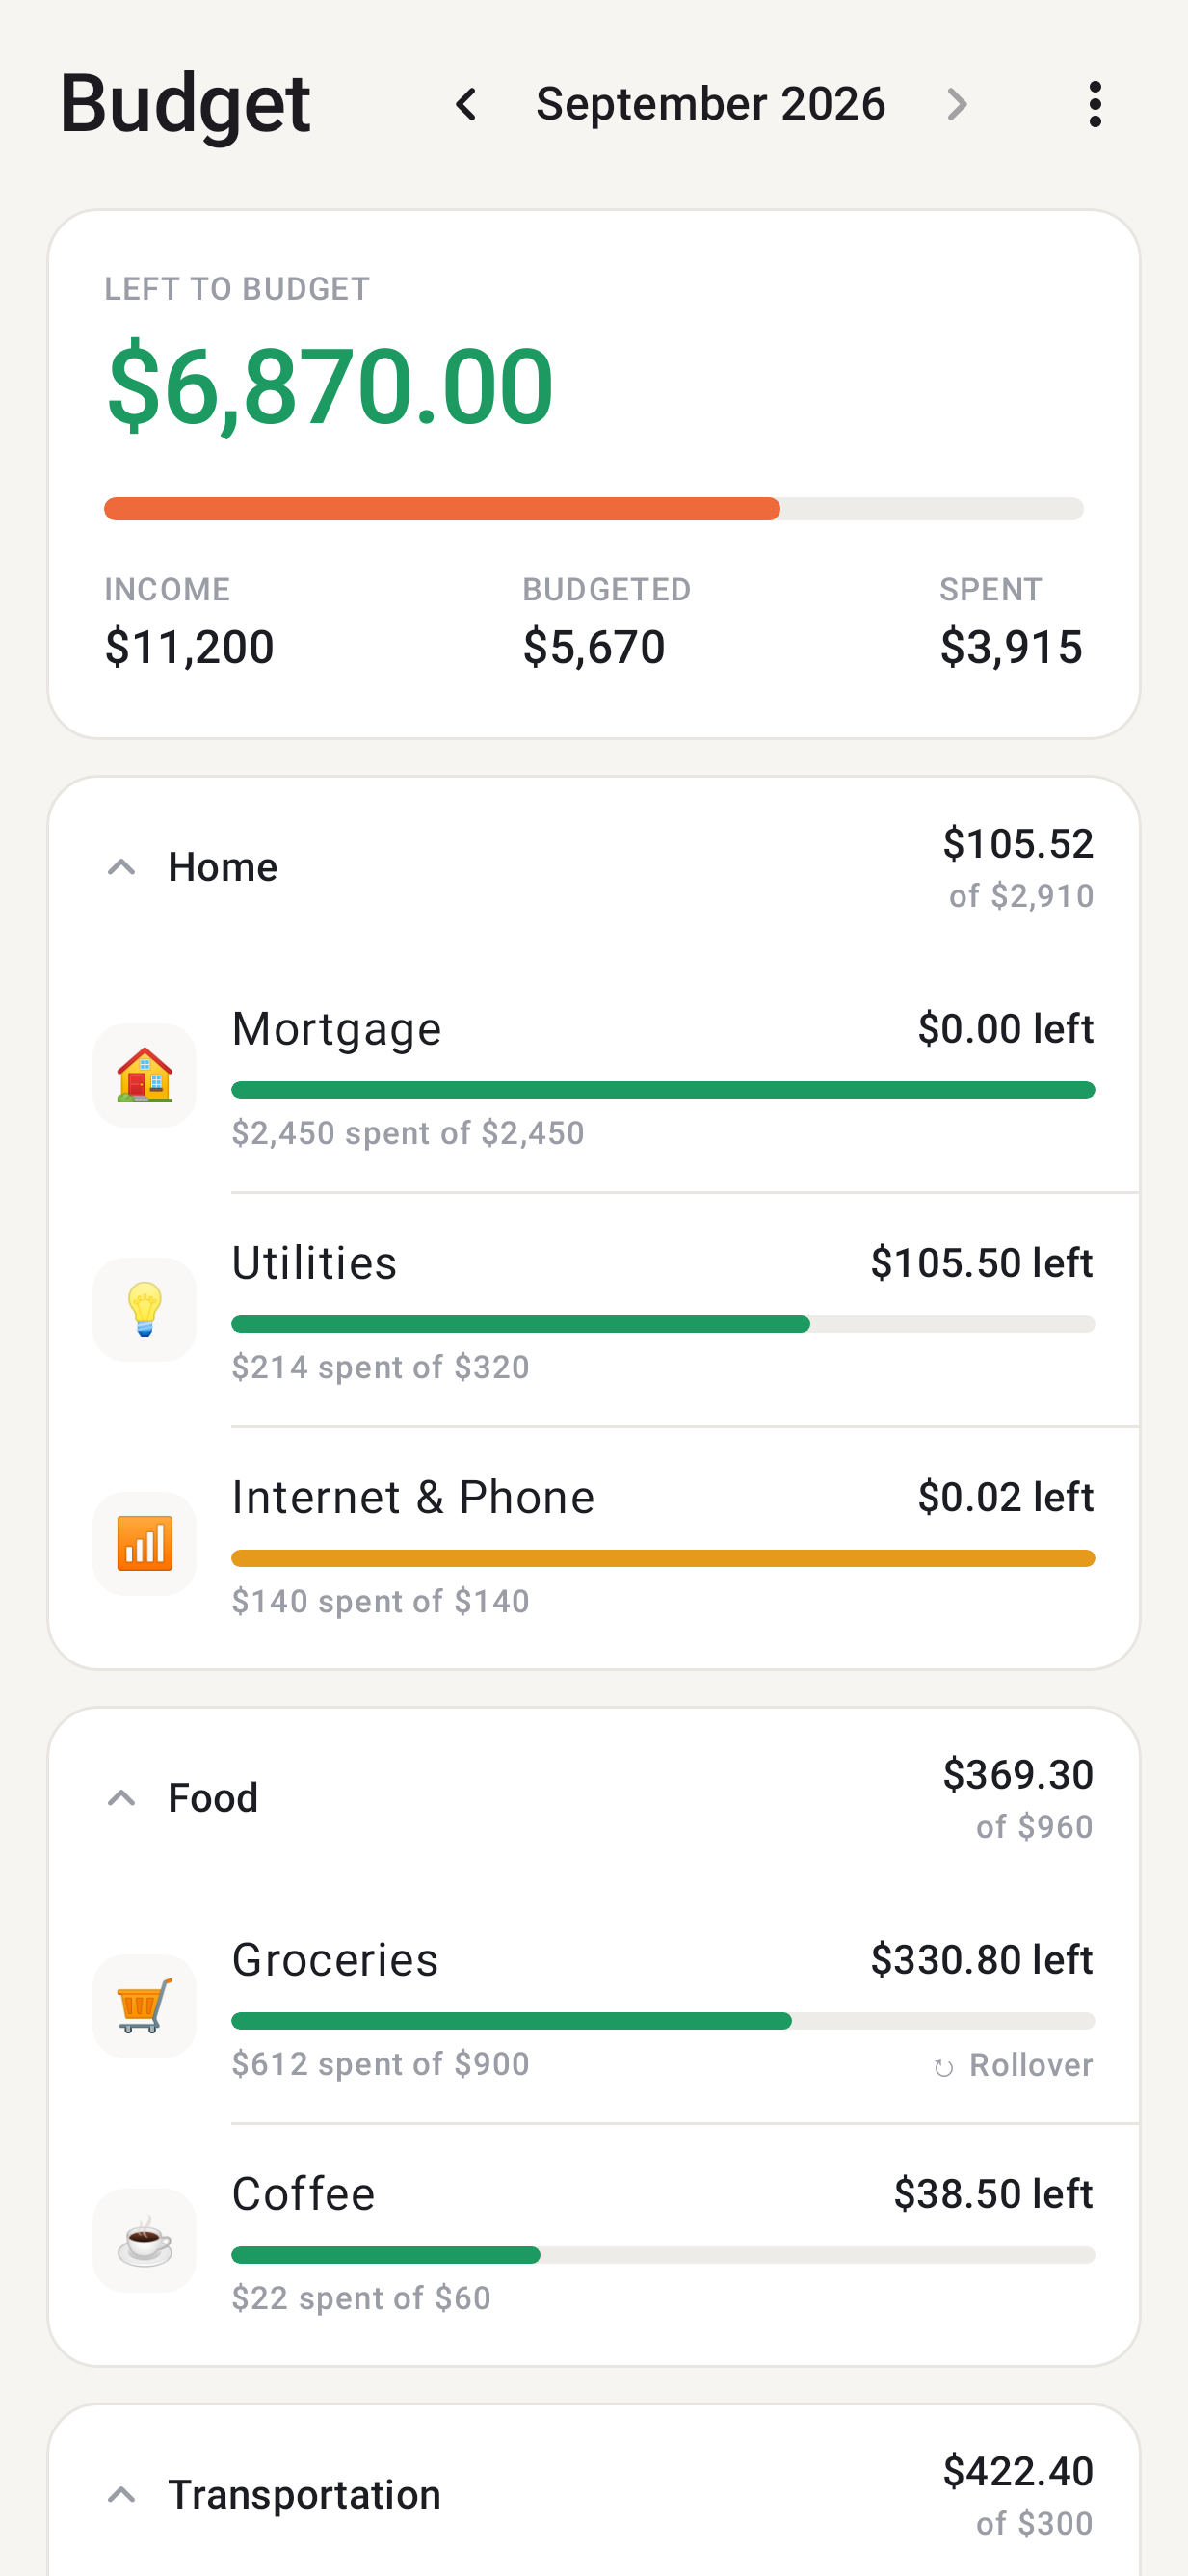 Budget
September 2026
LEFT TO BUDGET
$6,870.00
INCOME BUDGETED SPENT
$11,200 $5,670 $3,915
Home $105.52
of $2,910
Mortgage $0.00 left
$2,450 spent of $2,450
Utilities $105.50 left
$214 spent of $320
Internet & Phone $0.02 left
$140 spent of $140
Food $369.30
of $960
Groceries $330.80 left
$612 spent of $900 ↻ Rollover
Coffee $38.50 left
$22 spent of $60
Transportation $422.40
of $300